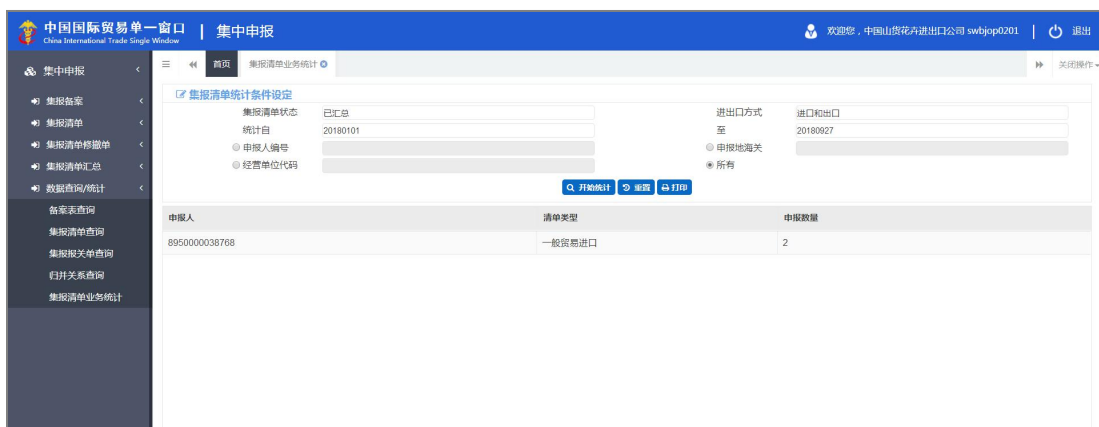 中国国际贸易单一窗口 | 集中申报
China International Trade Single Window
欢迎您，中国山货花卉进出口公司 swbjop0201 | 退出
集中申报
首页 集报清单业务统计
关闭操作
集报备案
集报清单
集报清单修撤单
集报清单汇总
数据查询/统计
备案表查询
集报清单查询
集报报关单查询
归并关系查询
集报清单业务统计
集报清单统计条件设定
集报清单状态 已汇总 进出口方式 进口和出口
统计自 20180101 至 20180927
申报人编号 申报地海关
经营单位代码 所有
开始统计 重置 打印
申报人 清单类型 申报数量
8950000038768 一般贸易进口 2